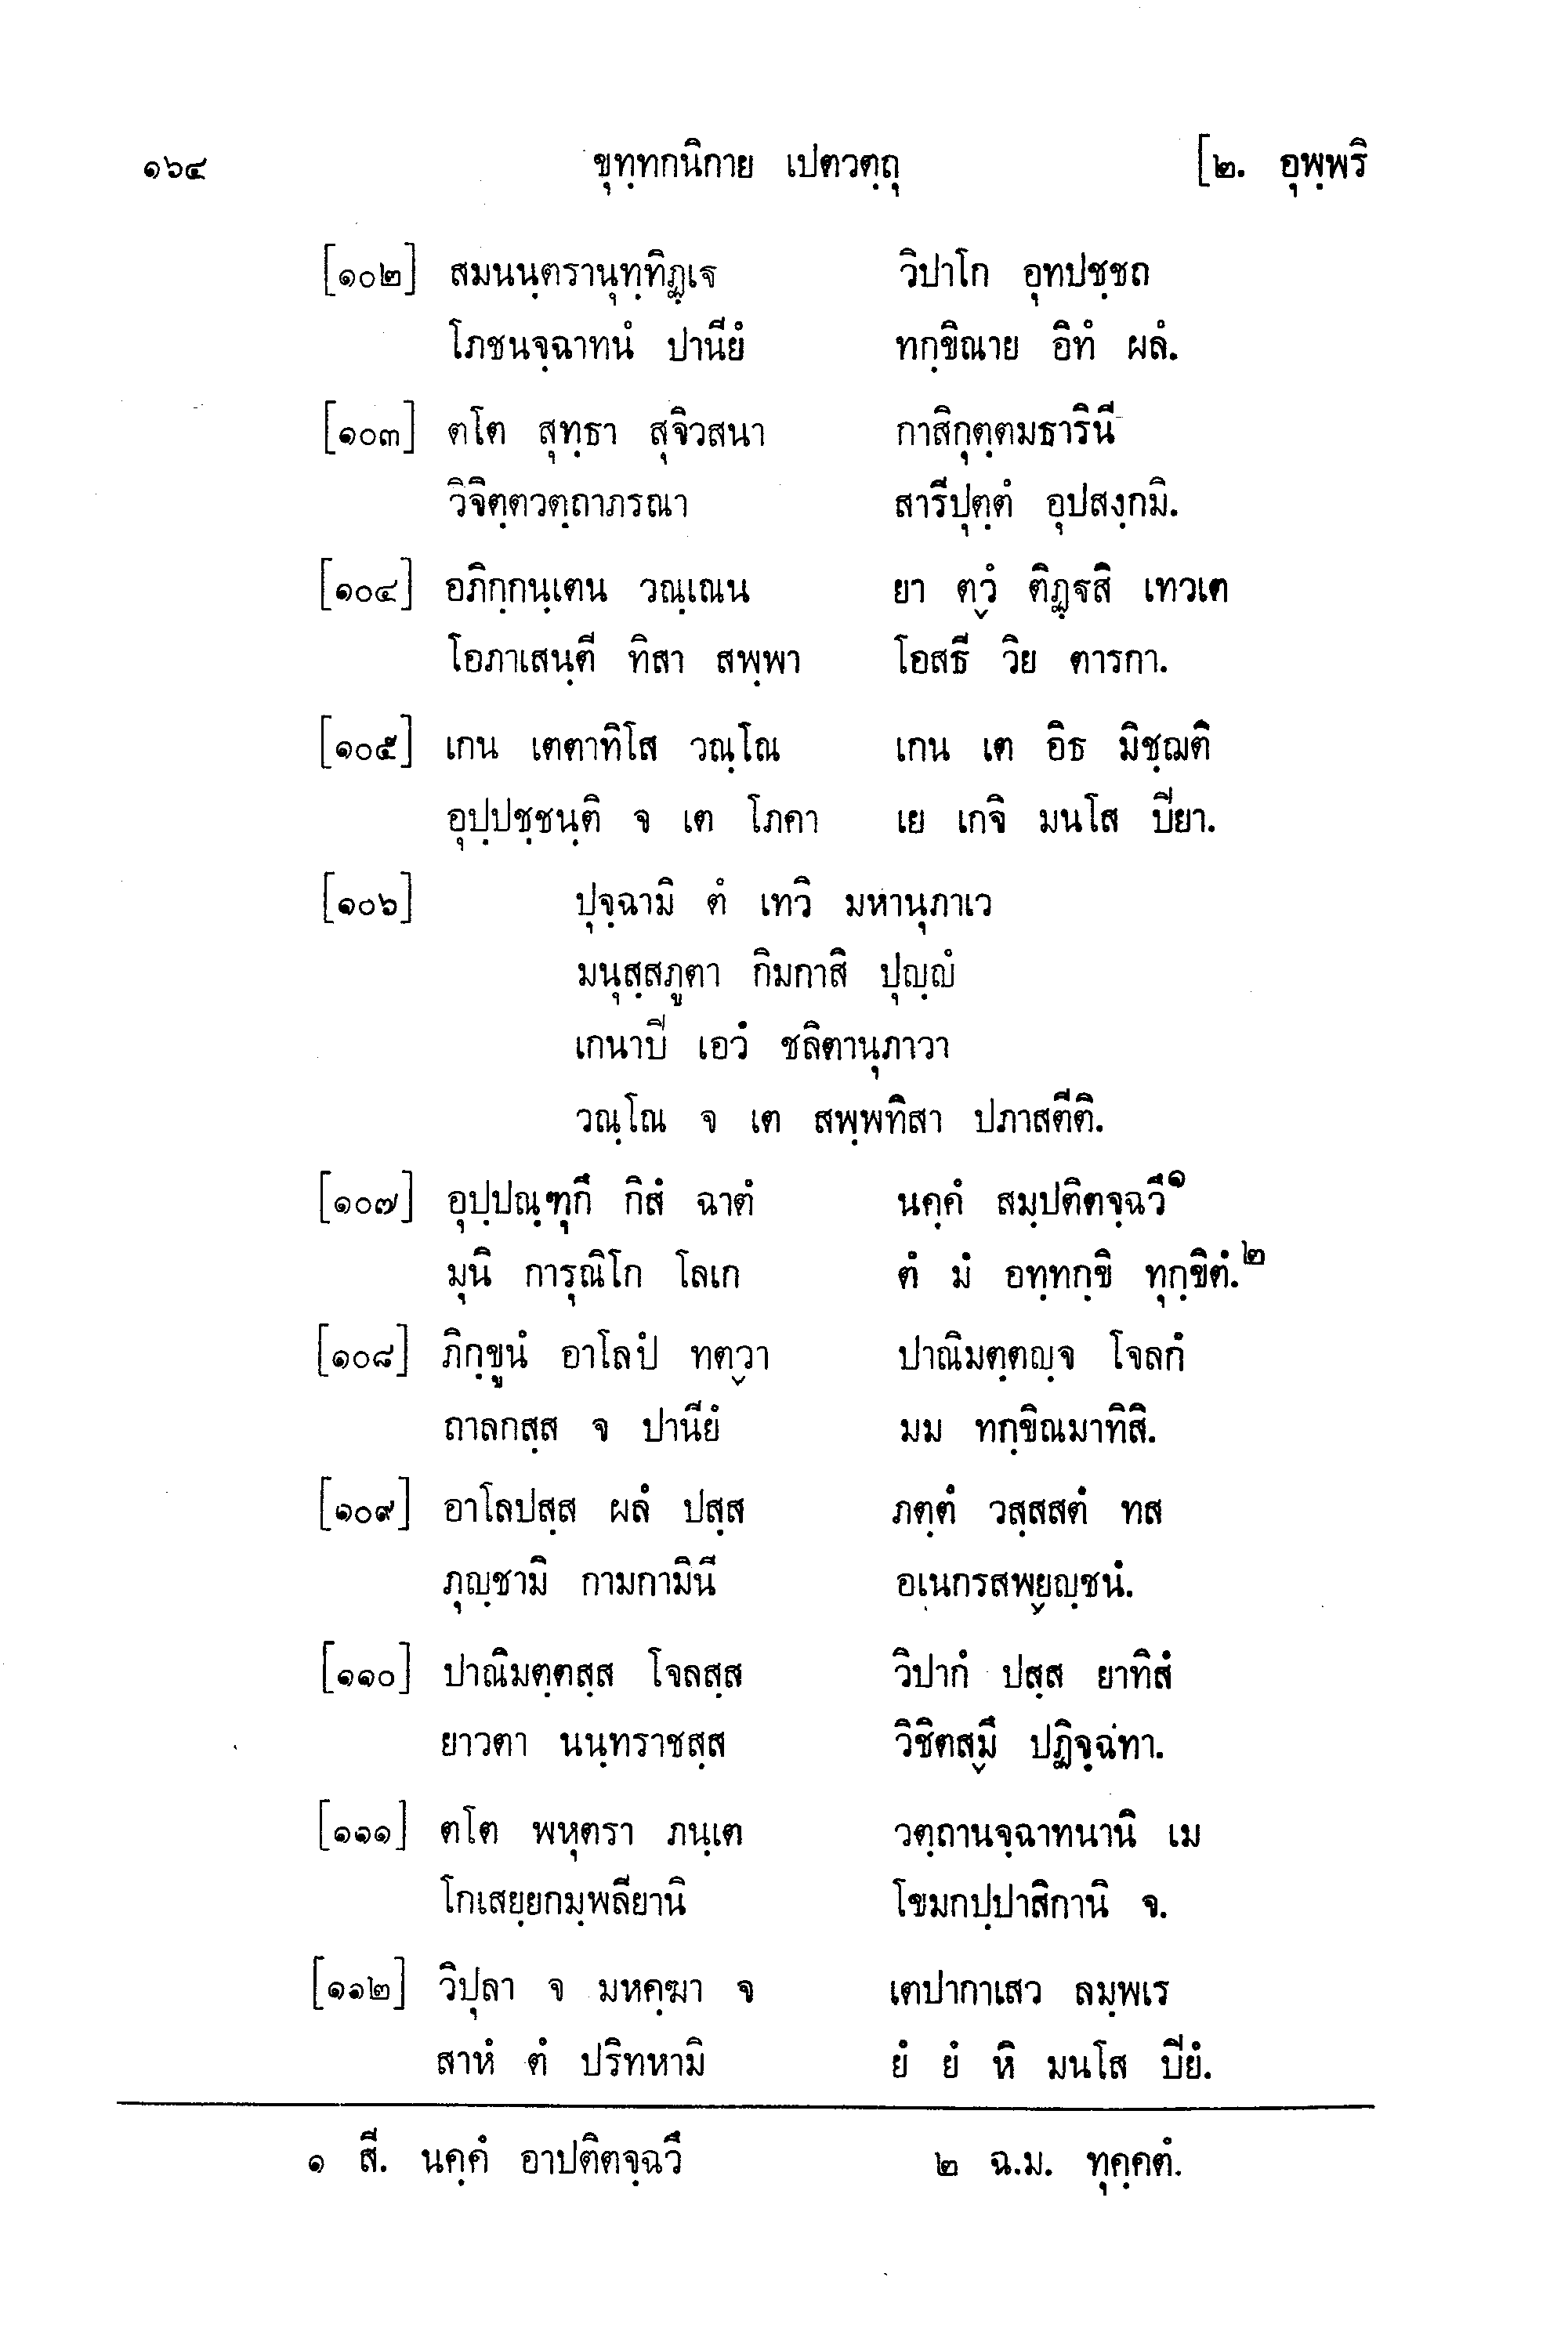 ๑๖๔ ขุทฺทกนิกาย เปตวตฺถุ [๒. อุพฺพริ
[๑๐๒] สมนนฺตรานุทฺทิฏฺเฐ วิปาโก อุทปชฺชถ
โภชนจฺฉาทนํ ปานียํ ทกฺขิณาย อิทํ ผลํ.
[๑๐๓] ตโต สุทฺธา สุจิวสนา กาสิกุตฺตมธารินี
วิจิตฺตวตฺถาภรณา สารีปุตฺตํ อุปสงฺกมิ.
[๑๐๔] อภิกฺกนฺเตน วณฺเณน ยา ตฺวํ ติฏฺฐสิ เทวเต
โอภาเสนฺตี ทิสา สพฺพา โอสธี วิย ตารกา.
[๑๐๕] เกน เตตาทิโส วณฺโณ เกน เต อิธ มิชฺฌติ
อุปฺปชฺชนฺติ จ เต โภคา เย เกจิ มนโส ปิยา.
[๑๐๖] ปุจฺฉามิ ตํ เทวิ มหานุภาเว
มนุสฺสภูตา กิมกาสิ ปุญฺญํ
เกนาปิ เอวํ ชลิตานุภาวา
วณฺโณ จ เต สพฺพทิสา ปภาสตีติ.
[๑๐๗] อุปฺปณฺฑุกึ กิสํ ฉาตํ นคฺคํ สมฺปติตจฺฉวึ๑
มุนิ การุณิโก โลเก ตํ มํ อทฺทกฺขิ ทุกฺขิตํ.๒
[๑๐๘] ภิกฺขูนํ อาโลปํ ทตฺวา ปาณิมตฺตญฺจ โจลกํ
ถาลกสฺส จ ปานียํ มม ทกฺขิณมาทิสิ.
[๑๐๙] อาโลปสฺส ผลํ ปสฺส ภตฺตํ วสฺสสตํ ทส
ภุญฺชามิ กามกามินี อเนกรสพฺยญฺชนํ.
[๑๑๐] ปาณิมตฺตสฺส โจลสฺส วิปากํ ปสฺส ยาทิสํ
ยาวตา นนฺทราชสฺส วิชิตสฺมึ ปฏิจฺฉทา.
[๑๑๑] ตโต พหุตรา ภนฺเต วตฺถานจฺฉาทนานิ เม
โกเสยฺยกมฺพลียานิ โขมกปฺปาสิกานิ จ.
[๑๑๒] วิปุลา จ มหคฺฆา จ เตปากาเสว ลมฺพเร
สาหํ ตํ ปริทหามิ ยํ ยํ หิ มนโส ปิยํ.
๑ สี. นคฺคํ อาปติตจฺฉวึ ๒ ฉ.ม. ทุคฺคตํ.